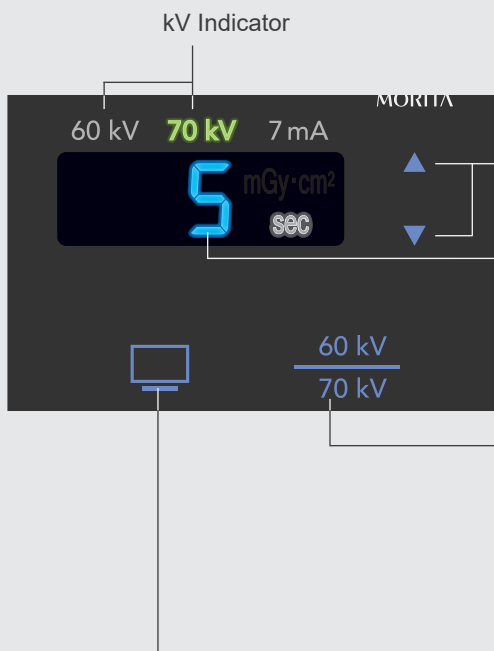 kV Indicator
MORITA
60 kV 70 kV 7 mA
5 mGy·cm²
sec
60 kV
70 kV